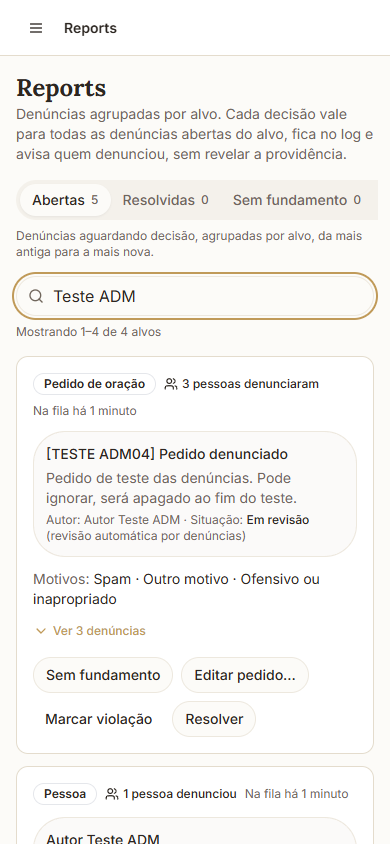 Reports
Reports
Denúncias agrupadas por alvo. Cada decisão vale
para todas as denúncias abertas do alvo, fica no log e
avisa quem denunciou, sem revelar a providência.
Abertas 5 Resolvidas 0 Sem fundamento 0
Denúncias aguardando decisão, agrupadas por alvo, da mais
antiga para a mais nova.
Teste ADM
Mostrando 1–4 de 4 alvos
Pedido de oração 3 pessoas denunciaram
Na fila há 1 minuto
[TESTE ADM04] Pedido denunciado
Pedido de teste das denúncias. Pode
ignorar, será apagado ao fim do teste.
Autor: Autor Teste ADM · Situação: Em revisão
(revisão automática por denúncias)
Motivos: Spam · Outro motivo · Ofensivo ou
inapropriado
Ver 3 denúncias
Sem fundamento Editar pedido...
Marcar violação Resolver
Pessoa 1 pessoa denunciou Na fila há 1 minuto
Autor Teste ADM